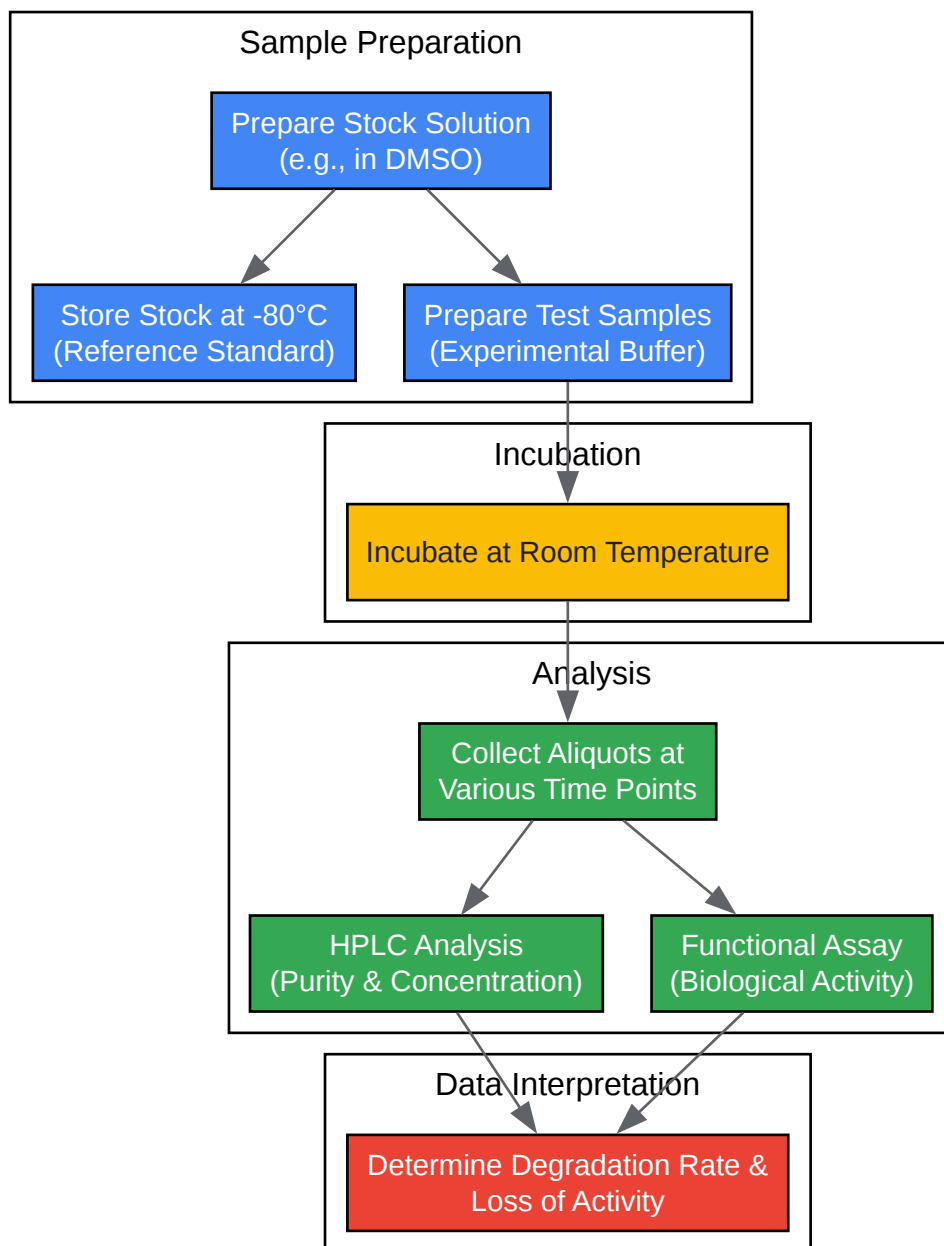 Sample Preparation
Prepare Stock Solution
(e.g., in DMSO)
Store Stock at -80°C
(Reference Standard)
Prepare Test Samples
(Experimental Buffer)
Incubation
Incubate at Room Temperature
Analysis
Collect Aliquots at
Various Time Points
HPLC Analysis
(Purity & Concentration)
Functional Assay
(Biological Activity)
Data Interpretation
Determine Degradation Rate &
Loss of Activity